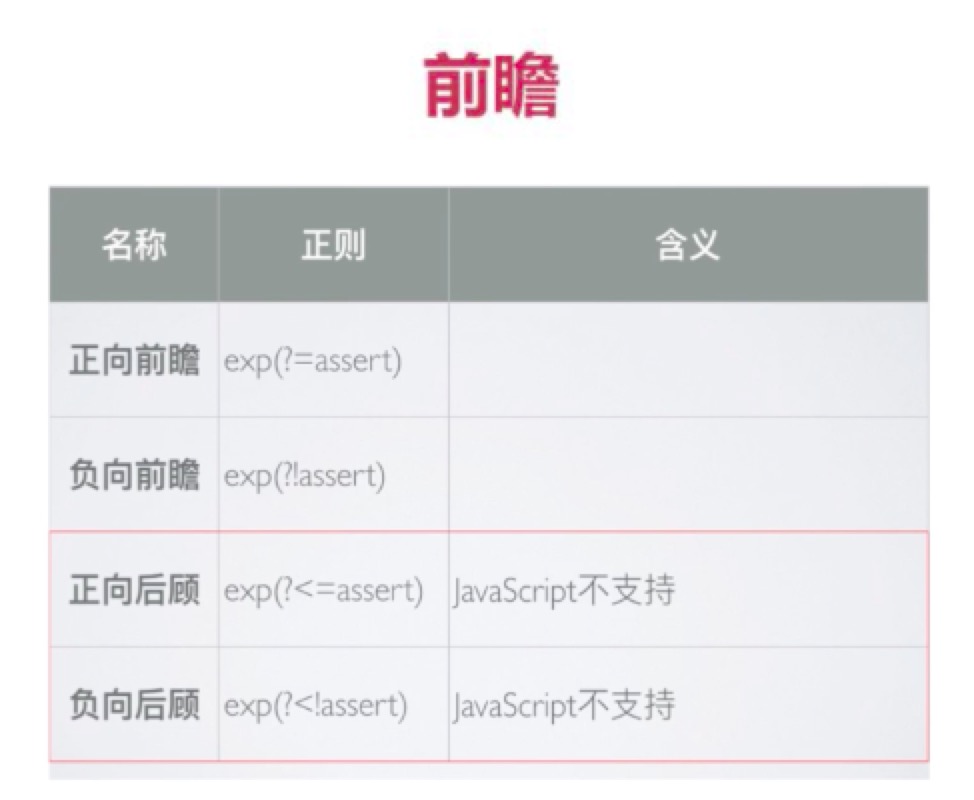 前瞻
名称 正则 含义
正向前瞻 exp(?=assert)
负向前瞻 exp(?!assert)
正向后顾 exp(?<=assert) JavaScript不支持
负向后顾 exp(?<!assert) JavaScript不支持